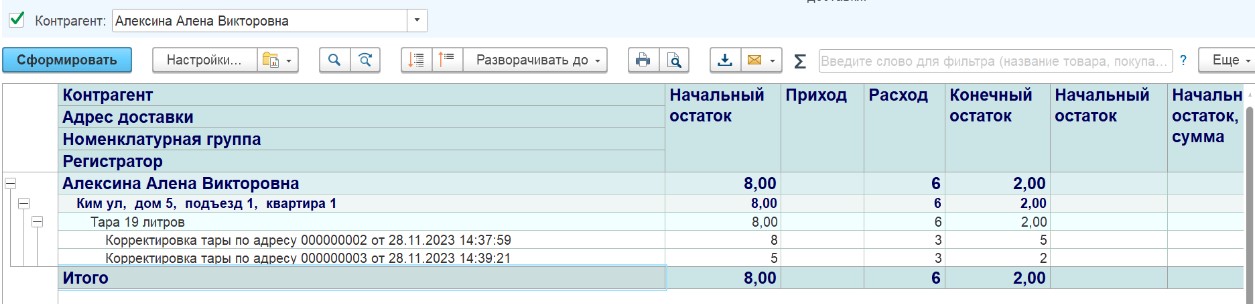 Контрагент: Алексина Алена Викторовна
Сформировать Настройки... Разворачивать до Введите слово для фильтра (название товара, покупа... ? Еще
Контрагент Начальный остаток Приход Расход Конечный остаток Начальный остаток Начальн остаток, сумма
Адрес доставки
Номенклатурная группа
Регистратор
Алексина Алена Викторовна 8,00 6 2,00
Ким ул, дом 5, подъезд 1, квартира 1 8,00 6 2,00
Тара 19 литров 8,00 6 2,00
Корректировка тары по адресу 000000002 от 28.11.2023 14:37:59 8 3 5
Корректировка тары по адресу 000000003 от 28.11.2023 14:39:21 5 3 2
Итого 8,00 6 2,00